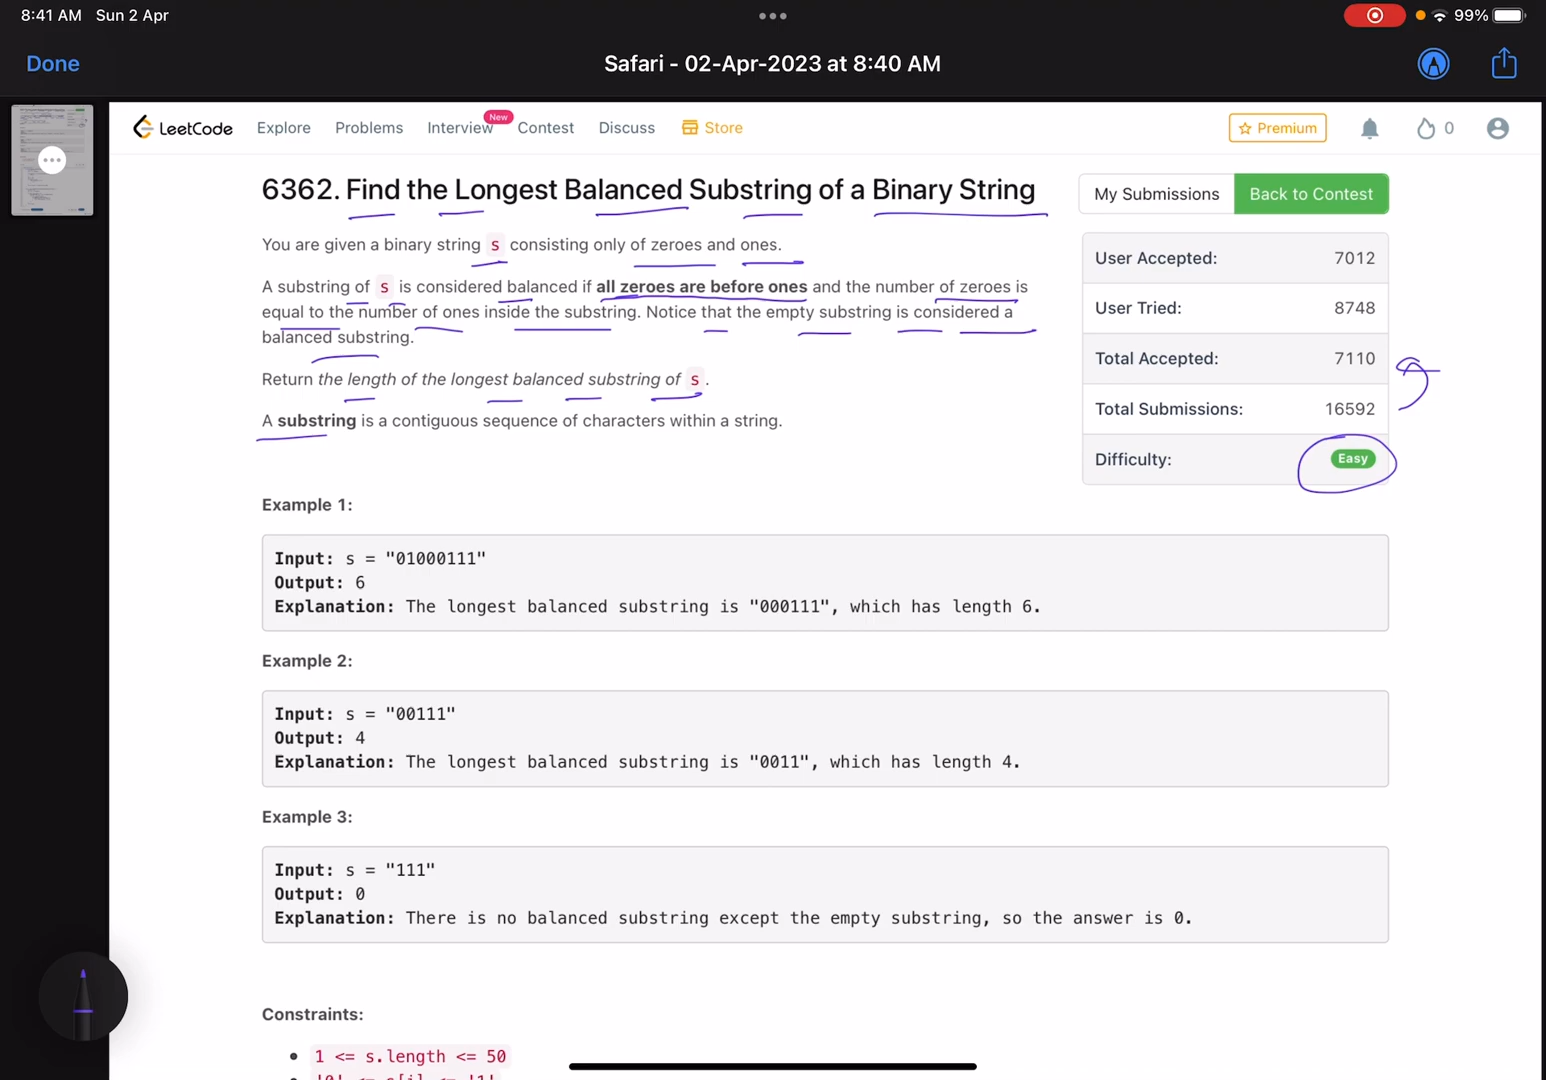 8:41 AM Sun 2 Apr
99%
Done
Safari - 02-Apr-2023 at 8:40 AM
LeetCode Explore Problems Interview New Contest Discuss Store
Premium 0
6362. Find the Longest Balanced Substring of a Binary String
My Submissions Back to Contest
You are given a binary string s consisting only of zeroes and ones.
A substring of s is considered balanced if all zeroes are before ones and the number of zeroes is
equal to the number of ones inside the substring. Notice that the empty substring is considered a
balanced substring.
Return the length of the longest balanced substring of s.
A substring is a contiguous sequence of characters within a string.
User Accepted: 7012
User Tried: 8748
Total Accepted: 7110
Total Submissions: 16592
Difficulty: Easy
Example 1:
Input: s = "01000111"
Output: 6
Explanation: The longest balanced substring is "000111", which has length 6.
Example 2:
Input: s = "00111"
Output: 4
Explanation: The longest balanced substring is "0011", which has length 4.
Example 3:
Input: s = "111"
Output: 0
Explanation: There is no balanced substring except the empty substring, so the answer is 0.
Constraints:
1 <= s.length <= 50
'0' <= s[i] <= '1'